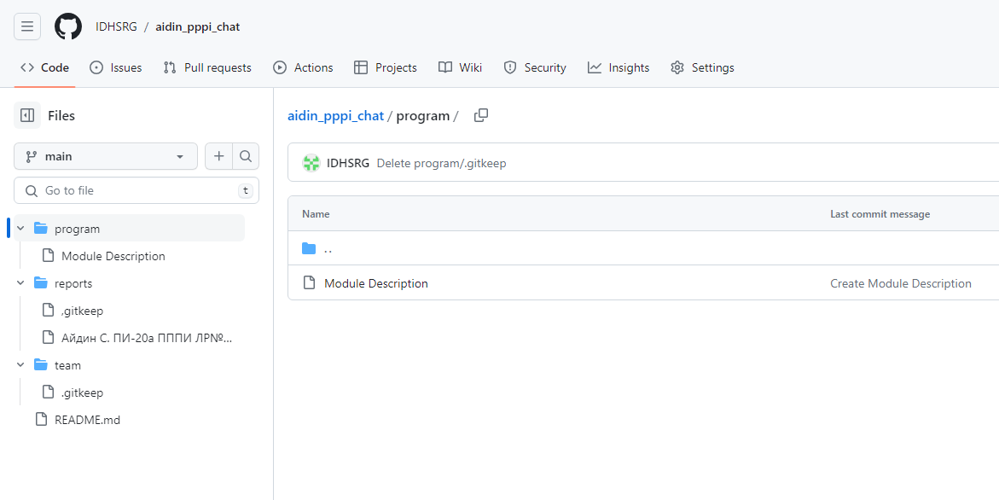 IDHSRG / aidin_pppi_chat
Code Issues Pull requests Actions Projects Wiki Security Insights Settings
Files
main
Go to file t
program
Module Description
reports
,gitkeep
Айдин С. ПИ-20а ПППИ ЛР№...
team
.gitkeep
README.md
aidin_pppi_chat / program /
IDHSRG Delete program/.gitkeep
Name Last commit message
..
Module Description Create Module Description